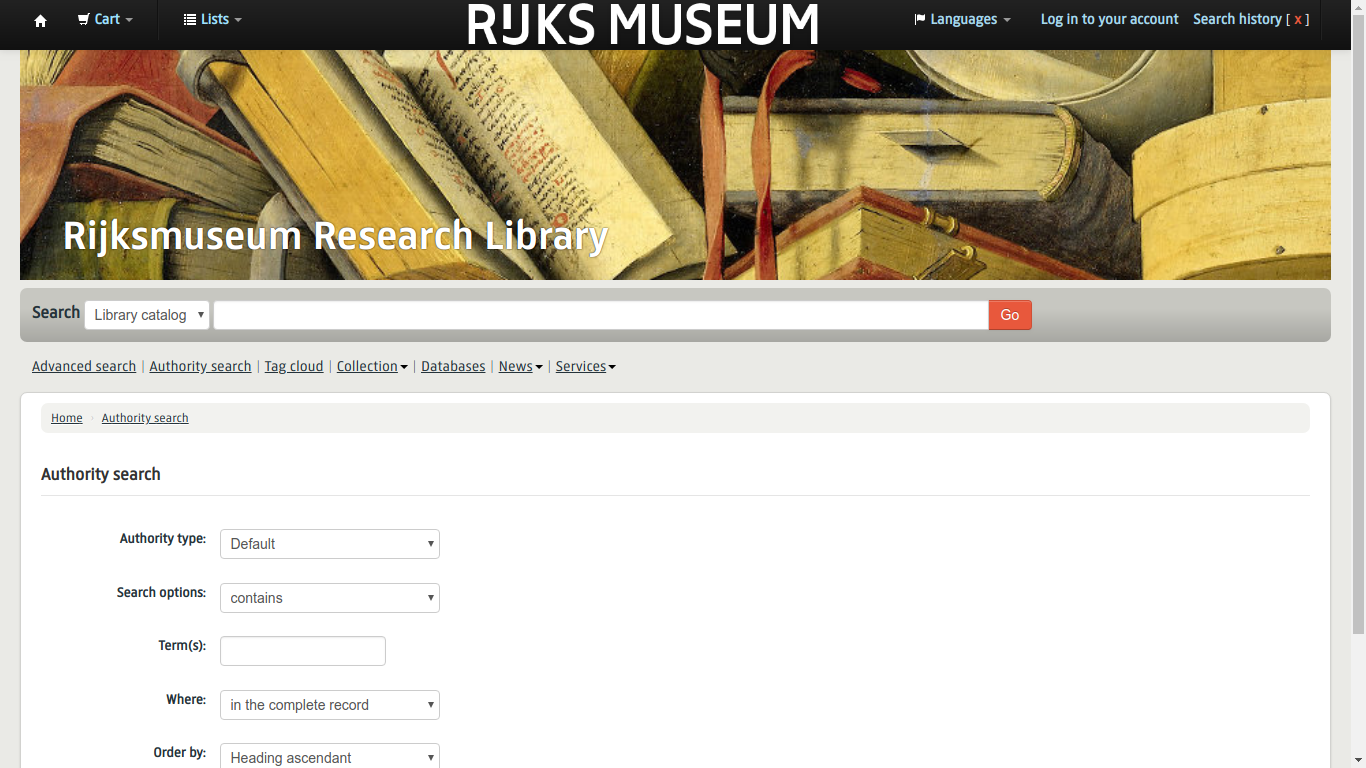 Cart Lists RIJKS MUSEUM Languages Log in to your account Search history [ x ]
Rijksmuseum Research Library
Search Library catalog Go
Advanced search | Authority search | Tag cloud | Collection | Databases | News | Services
Home Authority search
Authority search
Authority type: Default
Search options: contains
Term(s):
Where: in the complete record
Order by: Heading ascendant